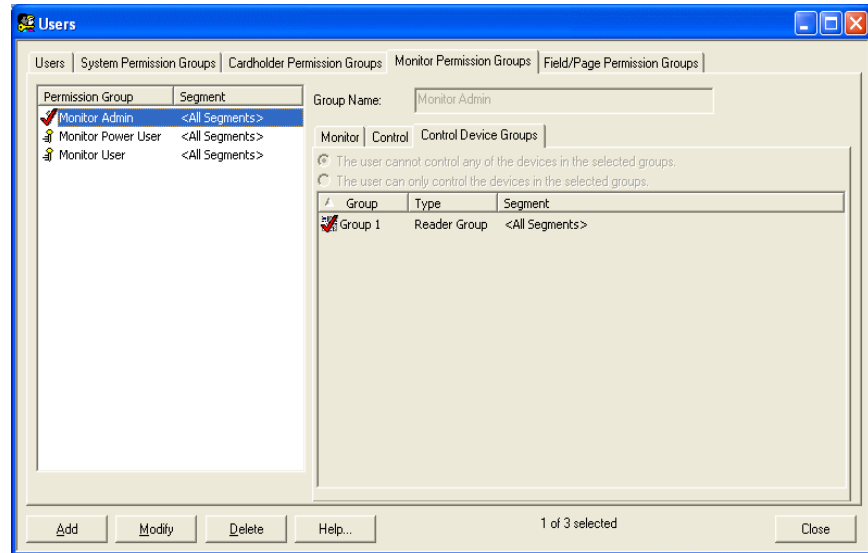 Users
Users System Permission Groups Cardholder Permission Groups Monitor Permission Groups Field/Page Permission Groups
Permission Group Segment
Monitor Admin <All Segments>
Monitor Power User <All Segments>
Monitor User <All Segments>
Group Name: Monitor Admin
Monitor Control Control Device Groups
The user cannot control any of the devices in the selected groups.
The user can only control the devices in the selected groups.
Group Type Segment
Group 1 Reader Group <All Segments>
Add Modify Delete Help... 1 of 3 selected Close